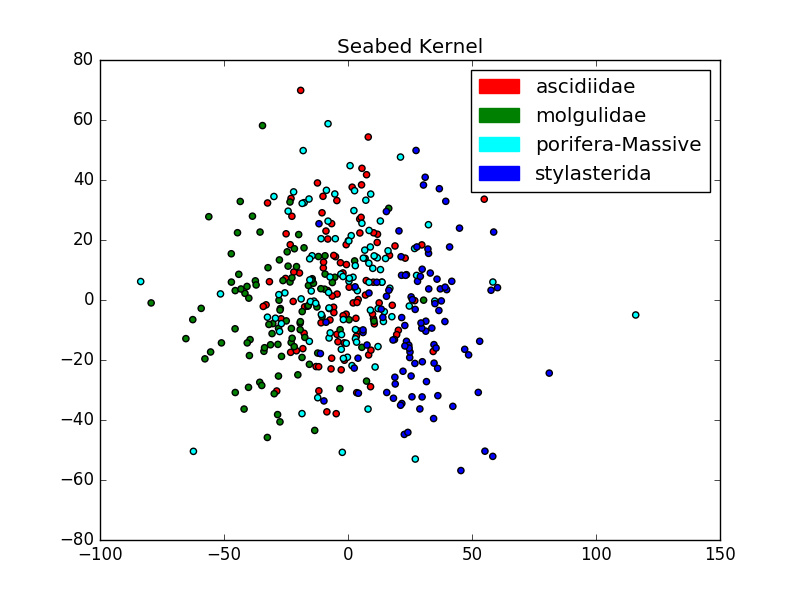 Seabed Kernel
ascidiidae
molgulidae
porifera-Massive
stylasterida
80
60
40
20
0
−20
−40
−60
−80
−100 −50 0 50 100 150